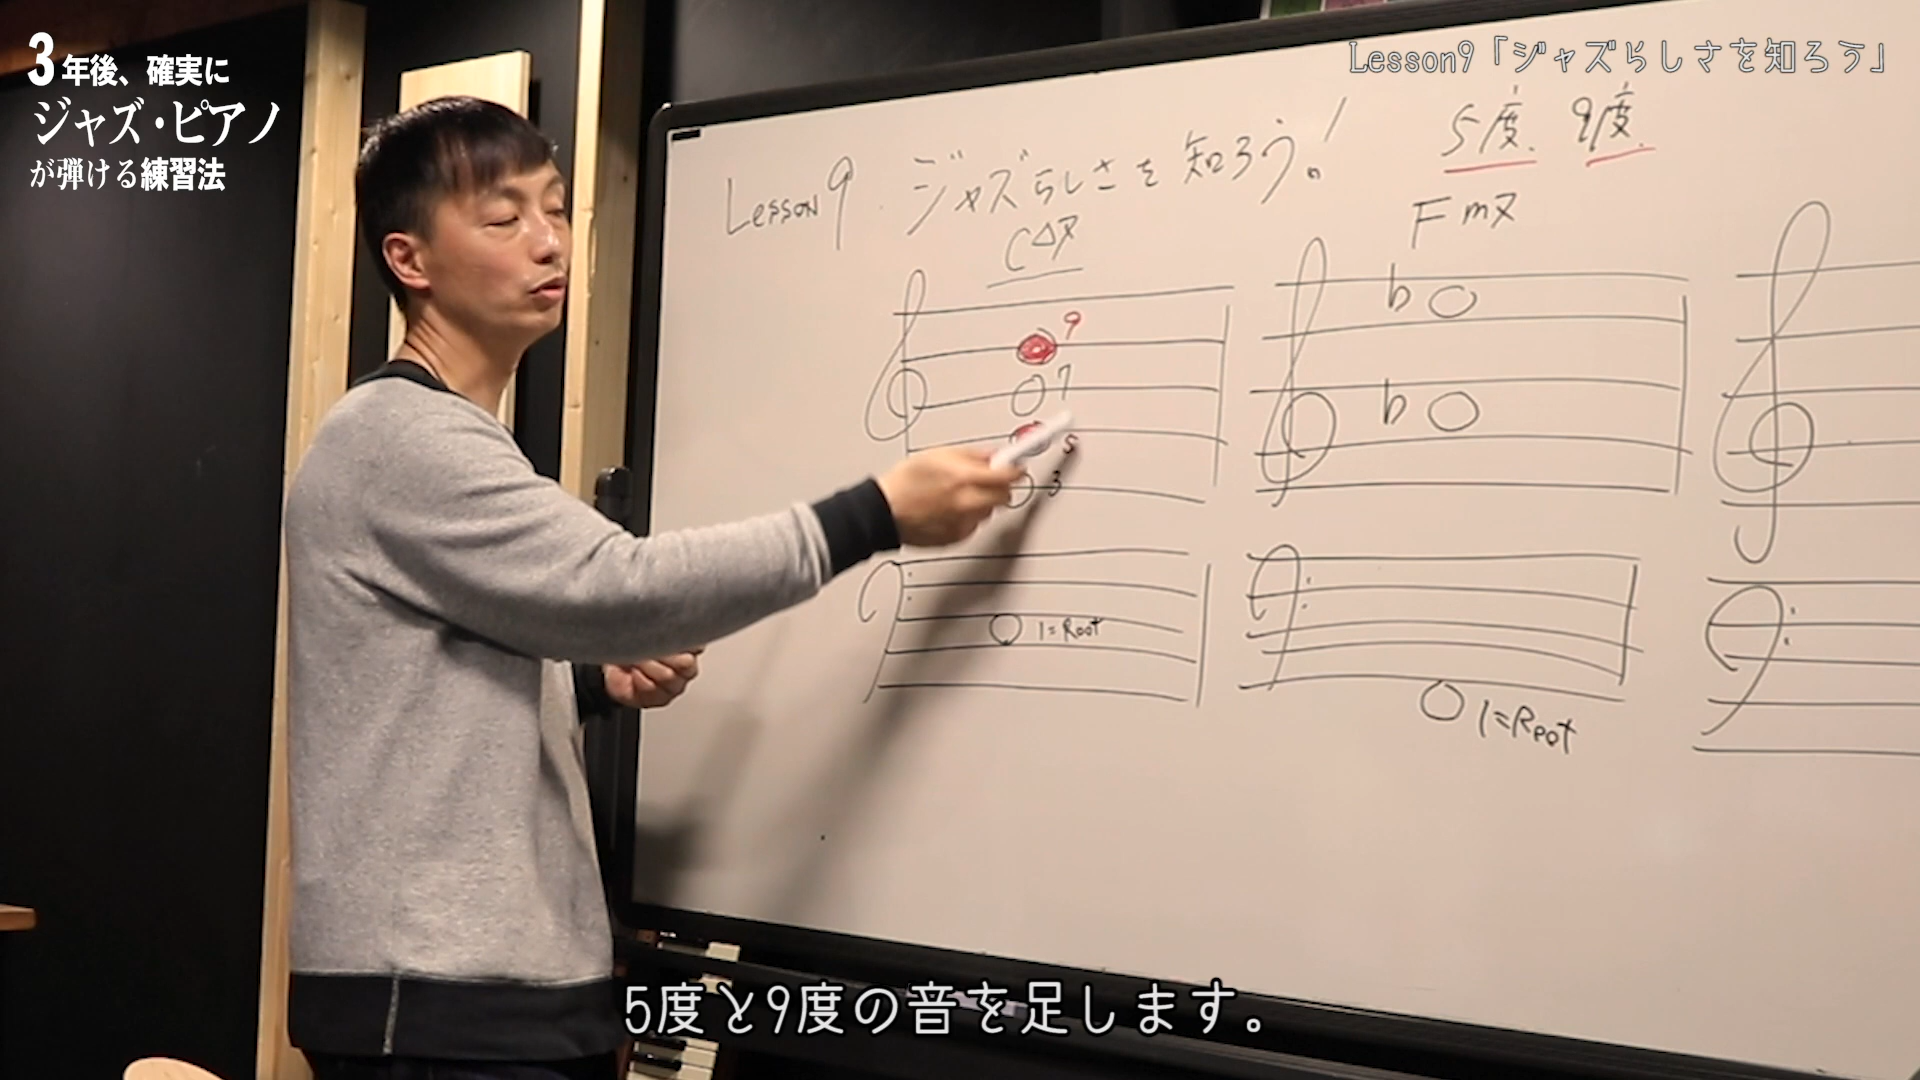 3年後、確実に
ジャズ・ピアノ
が弾ける練習法
Lesson9「ジャズらしさを知ろう」
Lesson9. ジャズらしさを知ろう!
5度. 9度.
C△7
Fm7
9
7
5
3
1=Root
♭
♭
1=Root
5度と9度の音を足します。